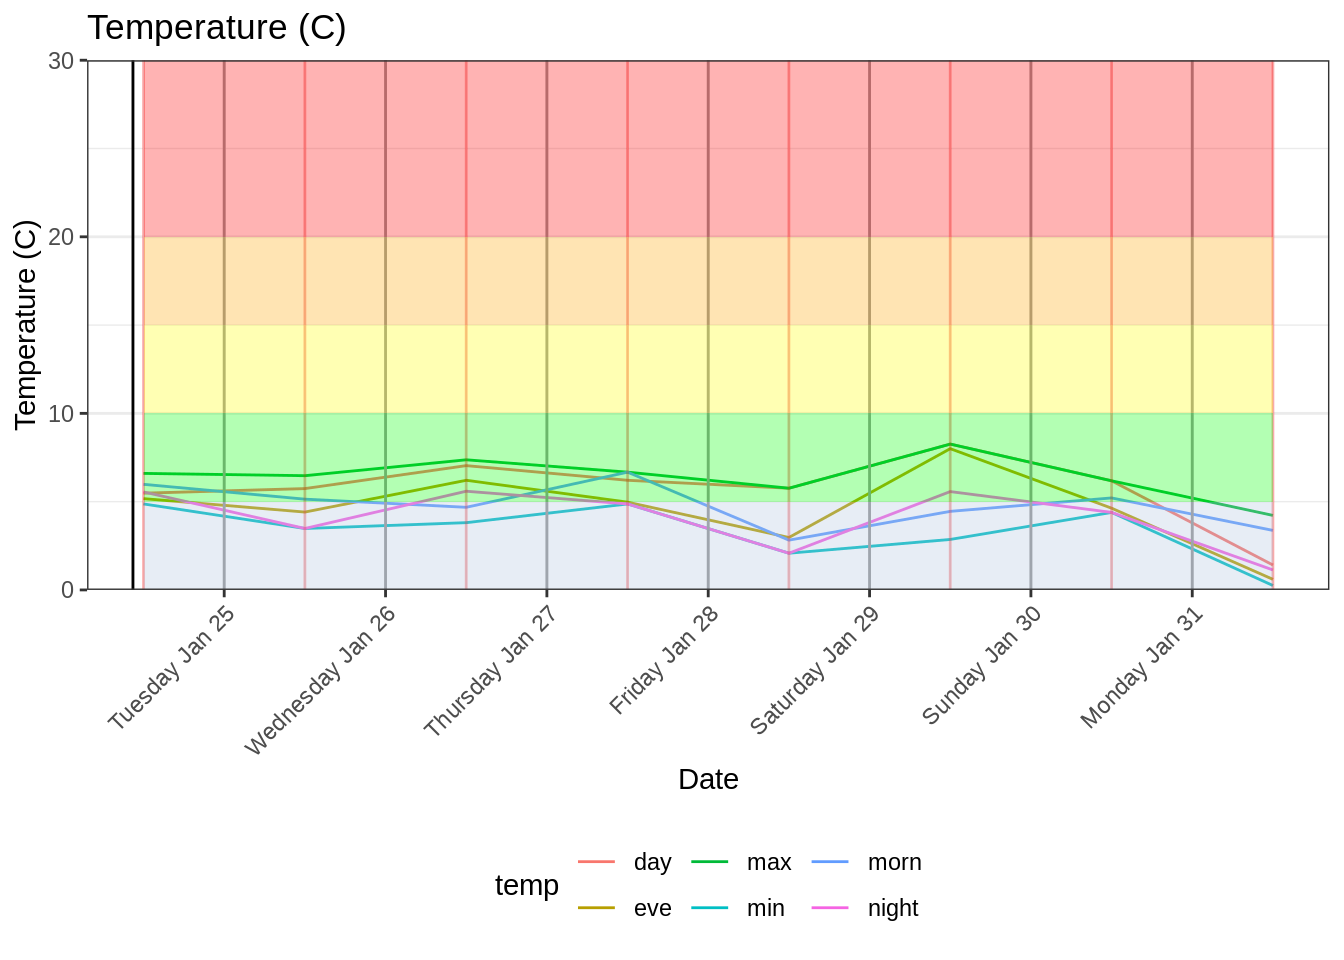 Temperature (C)
Temperature (C)
30
20
10
0
Tuesday Jan 25
Wednesday Jan 26
Thursday Jan 27
Friday Jan 28
Saturday Jan 29
Sunday Jan 30
Monday Jan 31
Date
temp
day
max
morn
eve
min
night